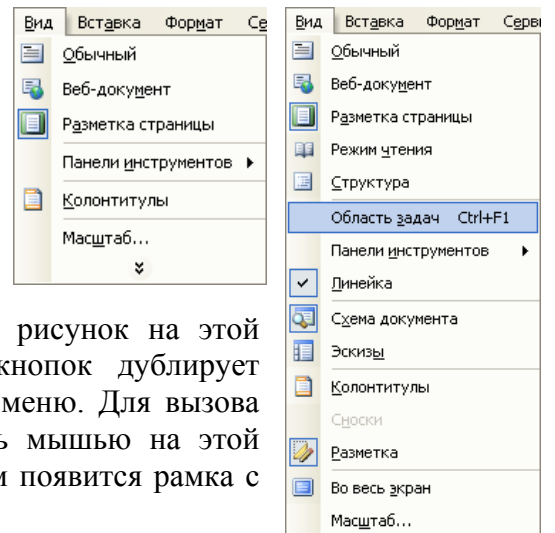 Вид Вставка Формат Се
Обычный
Веб-документ
Разметка страницы
Панели инструментов
Колонтитулы
Масштаб...
рисунок на этой
кнопок дублирует
меню. Для вызова
ь мышью на этой
и появится рамка с
Вид Вставка Формат Серви
Обычный
Веб-документ
Разметка страницы
Режим чтения
Структура
Область задач Ctrl+F1
Панели инструментов
Линейка
Схема документа
Эскизы
Колонтитулы
Сноски
Разметка
Во весь экран
Масштаб...